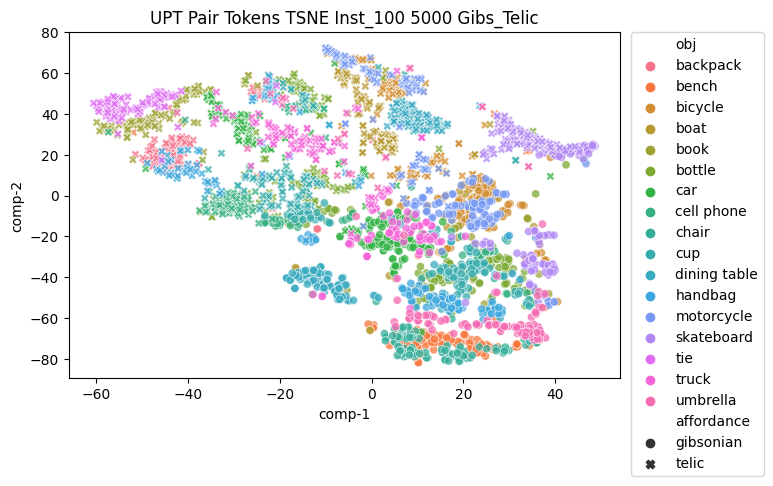 UPT Pair Tokens TSNE Inst_100 5000 Gibs_Telic
80
60
40
20
0
−20
−40
−60
−80
comp-2
−60
−40
−20
0
20
40
comp-1
obj
backpack
bench
bicycle
boat
book
bottle
car
cell phone
chair
cup
dining table
handbag
motorcycle
skateboard
tie
truck
umbrella
affordance
gibsonian
telic